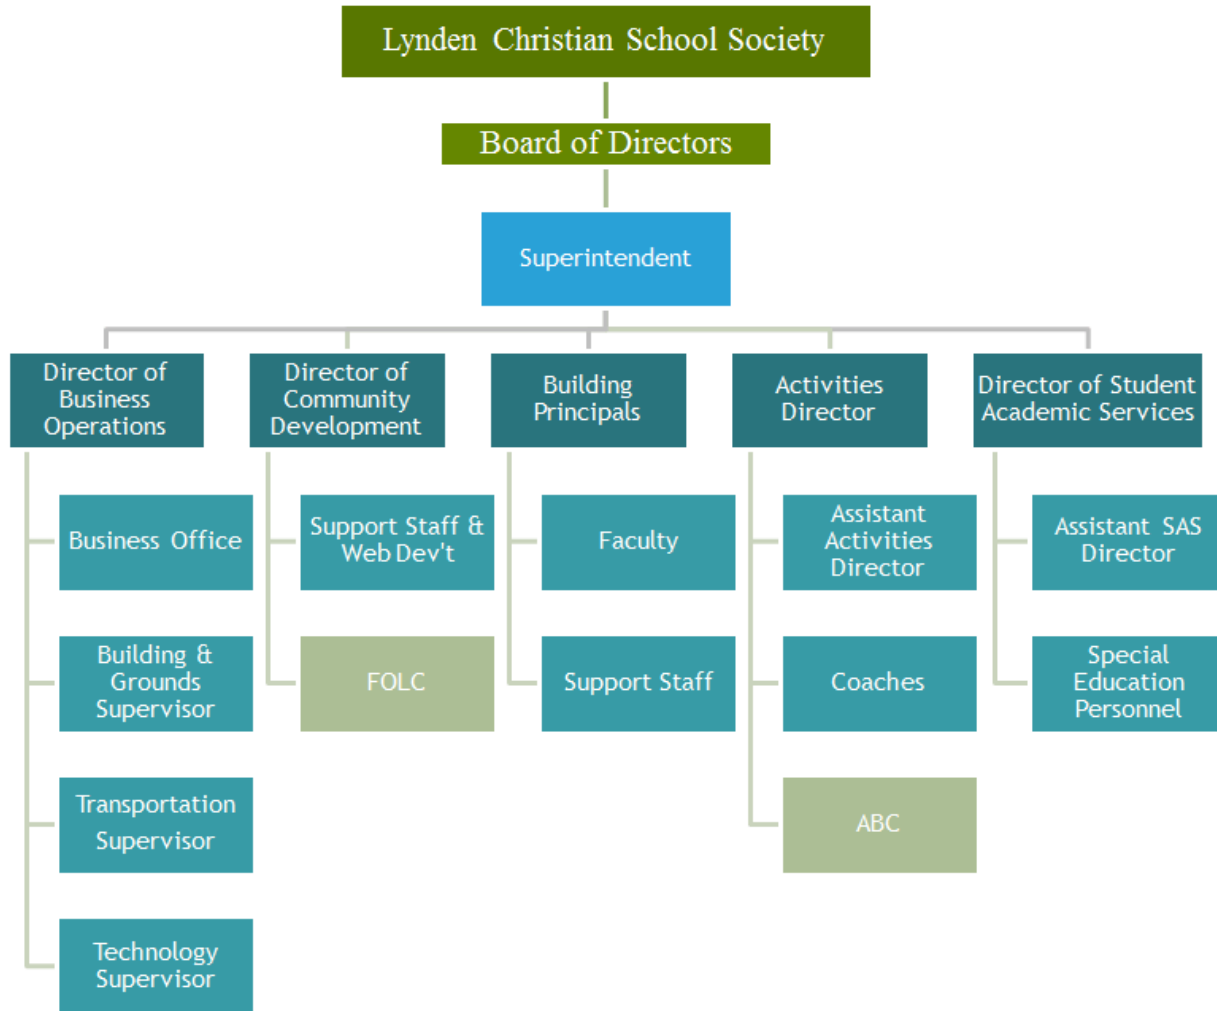 Lynden Christian School Society
Board of Directors
Superintendent
Director of
Business
Operations
Director of
Community
Development
Building
Principals
Activities
Director
Director of Student
Academic Services
Business Office
Support Staff &
Web Dev't
Faculty
Assistant
Activities
Director
Assistant SAS
Director
Building &
Grounds
Supervisor
FOLC
Support Staff
Coaches
Special
Education
Personnel
Transportation
Supervisor
ABC
Technology
Supervisor